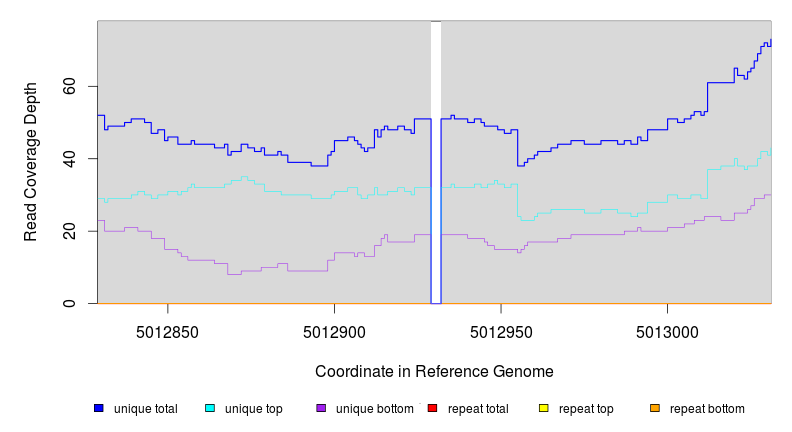 Read Coverage Depth
60
40
20
0
5012850 5012900 5012950 5013000
Coordinate in Reference Genome
unique total unique top unique bottom repeat total repeat top repeat bottom